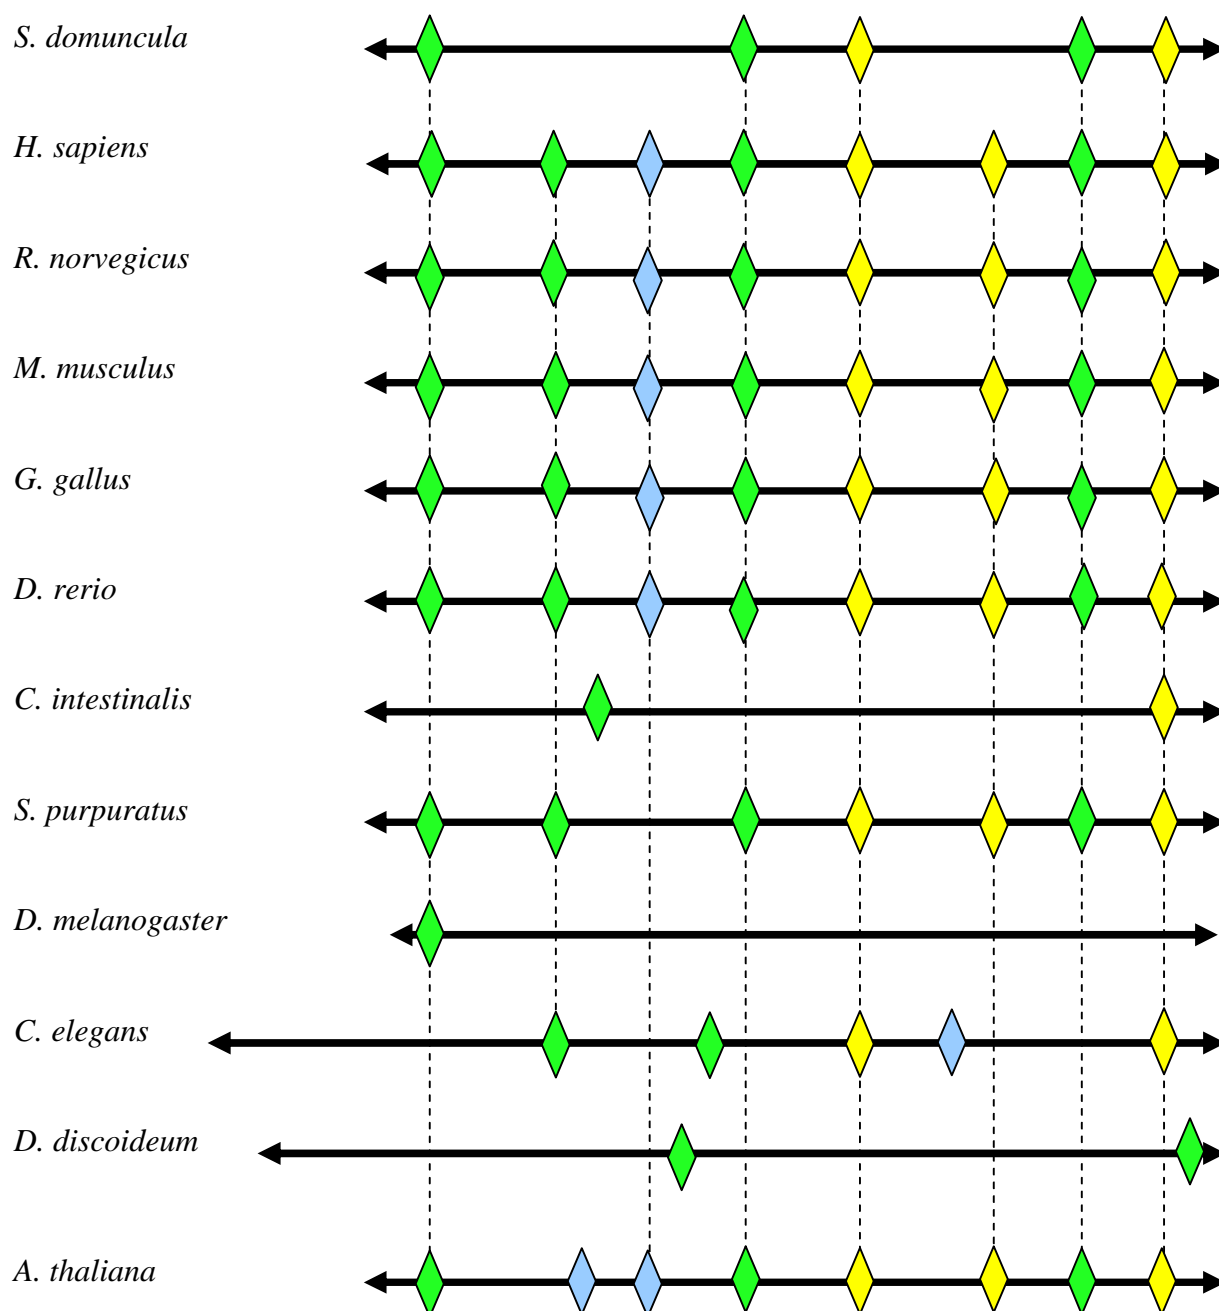 S. domuncula
H. sapiens
R. norvegicus
M. musculus
G. gallus
D. rerio
C. intestinalis
S. purpuratus
D. melanogaster
C. elegans
D. discoideum
A. thaliana